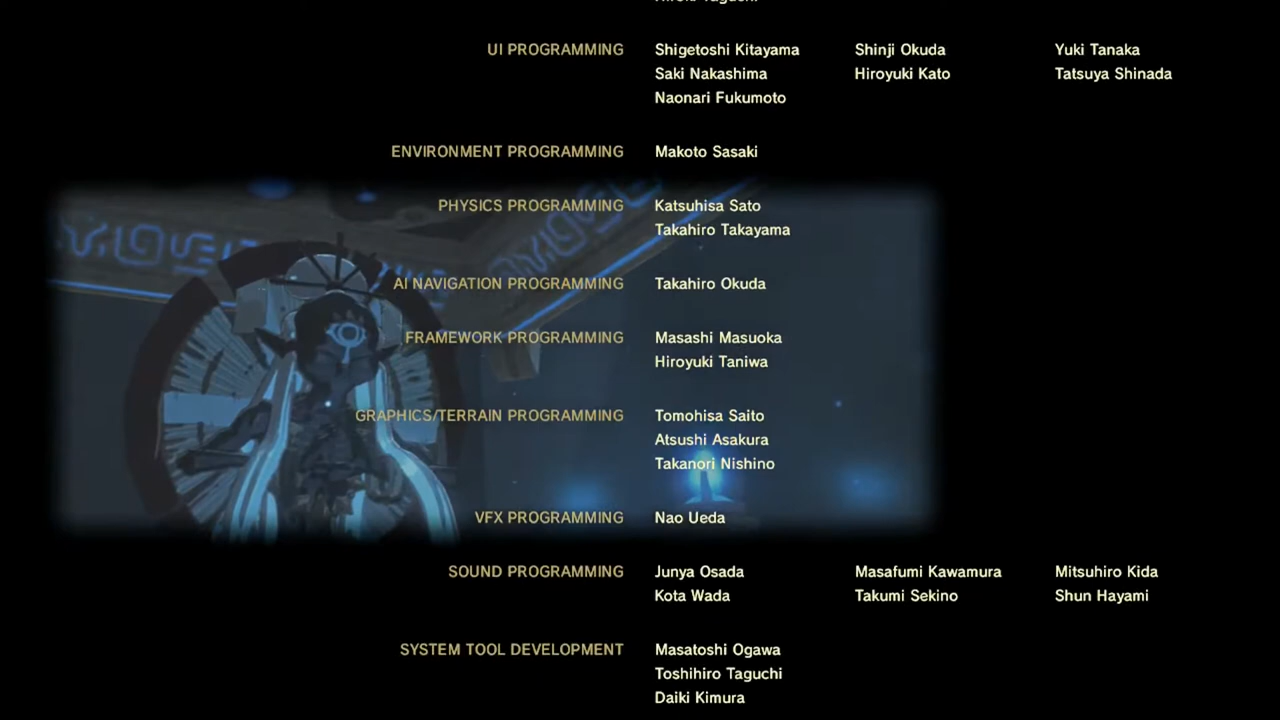 UI PROGRAMMING Shigetoshi Kitayama Shinji Okuda Yuki Tanaka
Saki Nakashima Hiroyuki Kato Tatsuya Shinada
Naonari Fukumoto
ENVIRONMENT PROGRAMMING Makoto Sasaki
PHYSICS PROGRAMMING Katsuhisa Sato
Takahiro Takayama
AI NAVIGATION PROGRAMMING Takahiro Okuda
FRAMEWORK PROGRAMMING Masashi Masuoka
Hiroyuki Taniwa
GRAPHICS/TERRAIN PROGRAMMING Tomohisa Saito
Atsushi Asakura
Takanori Nishino
VFX PROGRAMMING Nao Ueda
SOUND PROGRAMMING Junya Osada Masafumi Kawamura Mitsuhiro Kida
Kota Wada Takumi Sekino Shun Hayami
SYSTEM TOOL DEVELOPMENT Masatoshi Ogawa
Toshihiro Taguchi
Daiki Kimura